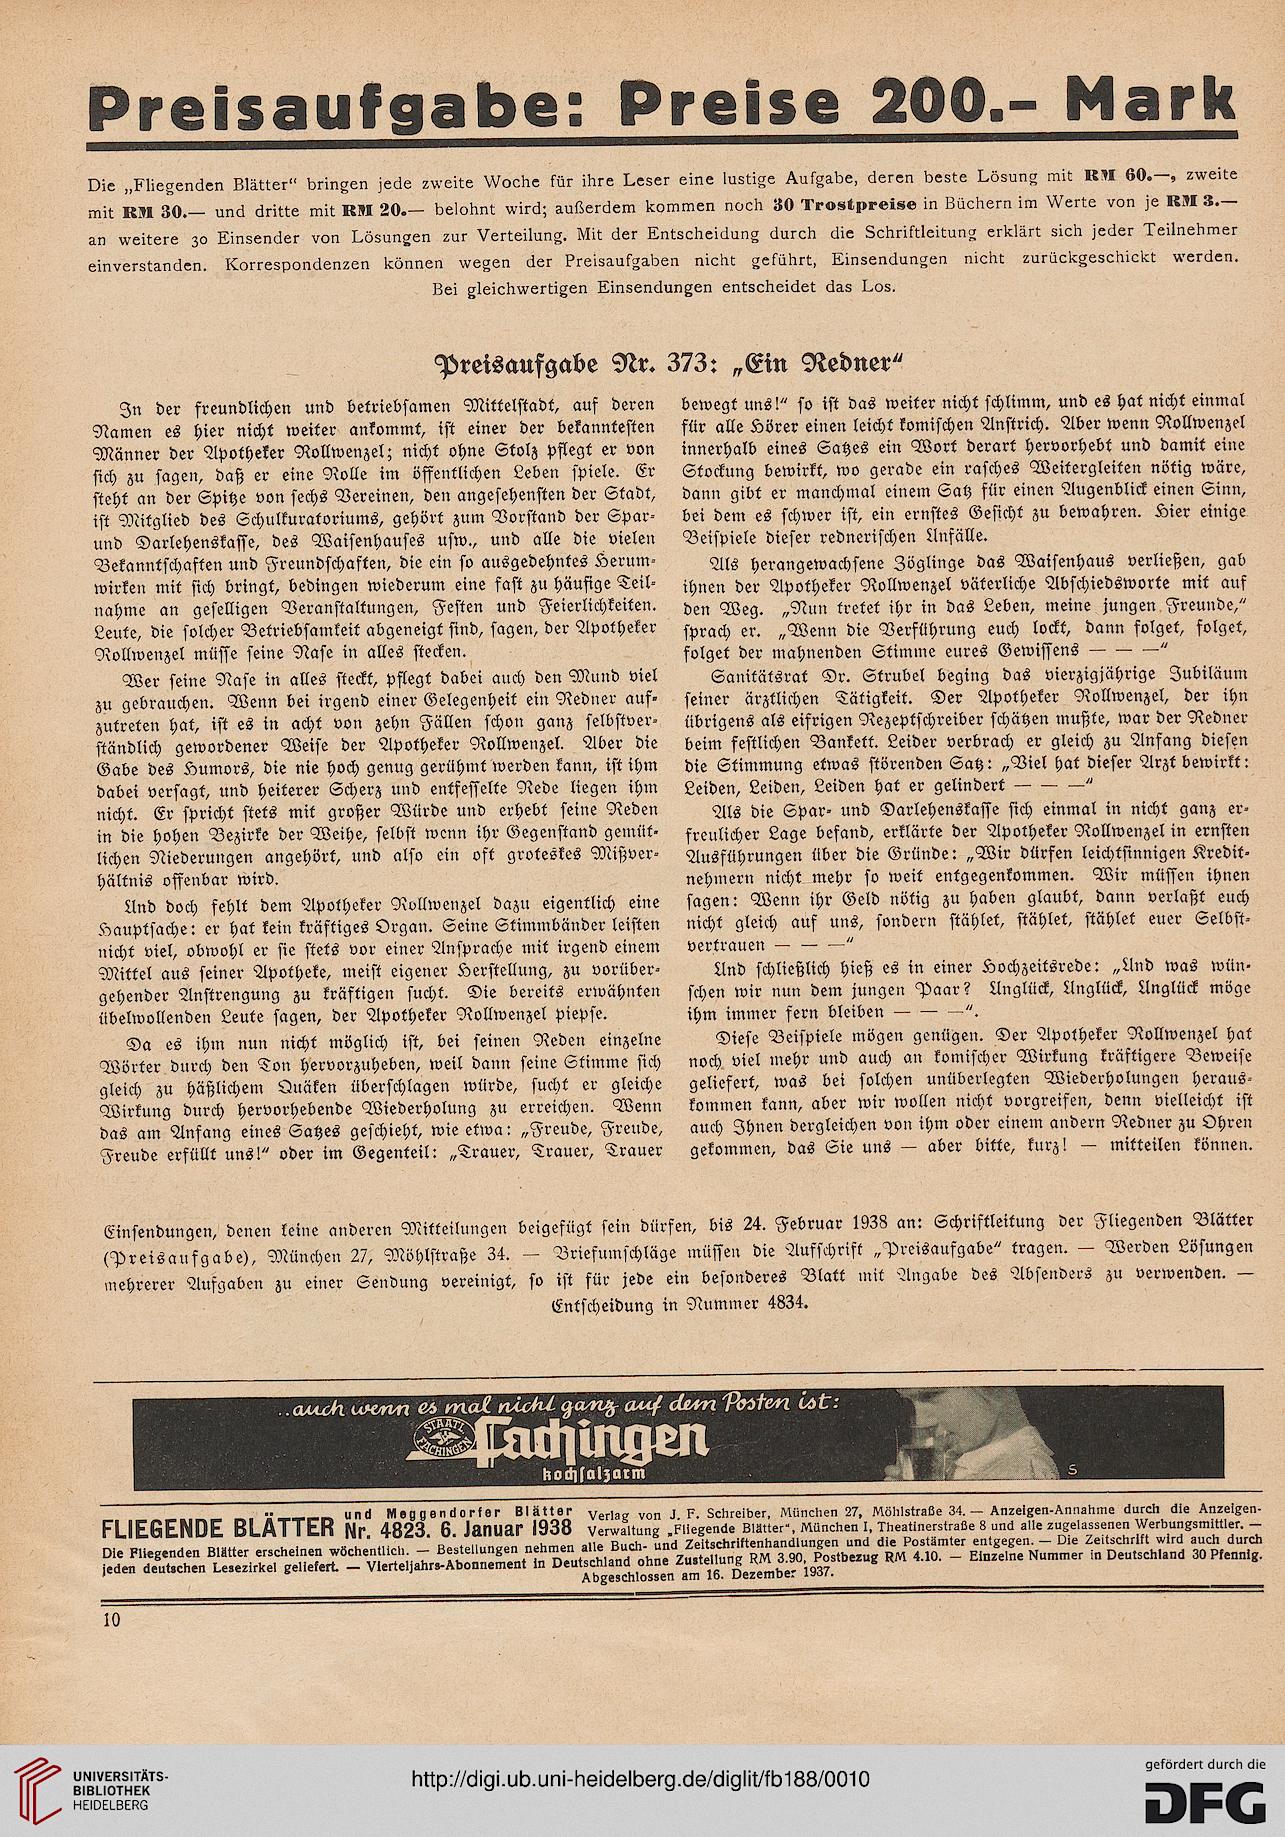 Preisaufgabe: Preise 200.– Mark
Die „Fliegenden Blätter“ bringen jede zweite Woche für ihre Leser eine lustige Aufgabe, deren beste Lösung mit RM 60.—, zweite
mit RM 30.— und dritte mit RM 20.— belohnt wird; außerdem kommen noch 30 Trostpreise in Büchern im Werte von je RM 3.—
an weitere 30 Einsender von Lösungen zur Verteilung. Mit der Entscheidung durch die Schriftleitung erklärt sich jeder Teilnehmer
einverstanden. Korrespondenzen können wegen der Preisaufgaben nicht geführt, Einsendungen nicht zurückgeschickt werden.
Bei gleichwertigen Einsendungen entscheidet das Los.
Preisaufgabe Nr. 373: „Ein Redner“
In der freundlichen und betriebsamen Mittelstadt, auf deren
Namen es hier nicht weiter ankommt, ist einer der bekanntesten
Männer der Apotheker Rollwenzel; nicht ohne Stolz pflegt er von
sich zu sagen, daß er eine Rolle im öffentlichen Leben spiele. Er
steht an der Spitze von sechs Vereinen, den angesehensten der Stadt,
ist Mitglied des Schulkuratoriums, gehört zum Vorstand der Spar-
und Darlehenskasse, des Waisenhauses usw., und alle die vielen
Bekanntschaften und Freundschaften, die ein so ausgedehntes Herum-
wirken mit sich bringt, bedingen wiederum eine fast zu häufige Teil-
nahme an geselligen Veranstaltungen, Festen und Feierlichkeiten.
Leute, die solcher Betriebsamkeit abgeneigt sind, sagen, der Apotheker
Rollwenzel müsse seine Nase in alles stecken.
Wer seine Nase in alles steckt, pflegt dabei auch den Mund viel
zu gebrauchen. Wenn bei irgend einer Gelegenheit ein Redner auf-
zutreten hat, ist es in acht von zehn Fällen schon ganz selbstver-
ständlich gewordener Weise der Apotheker Rollwenzel. Aber die
Gabe des Humors, die nie hoch genug gerühmt werden kann, ist ihm
dabei versagt, und heiterer Scherz und entfesselte Rede liegen ihm
nicht. Er spricht stets mit großer Würde und erhebt seine Reden
in die hohen Bezirke der Weihe, selbst wenn ihr Gegenstand gemüt-
lichen Niederungen angehört, und also ein oft groteskes Mißver-
hältnis offenbar wird.
Und doch fehlt dem Apotheker Rollwenzel dazu eigentlich eine
Hauptsache: er hat kein kräftiges Organ. Seine Stimmbänder leisten
nicht viel, obwohl er sie stets vor einer Ansprache mit irgend einem
Mittel aus seiner Apotheke, meist eigener Herstellung, zu vorüber-
gehender Anstrengung zu kräftigen sucht. Die bereits erwähnten
übelwollenden Leute sagen, der Apotheker Rollwenzel piepse.
Da es ihm nun nicht möglich ist, bei seinen Reden einzelne
Wörter durch den Ton hervorzuheben, weil dann seine Stimme sich
gleich zu häßlichem Quäken überschlagen würde, sucht er gleiche
Wirkung durch hervorhebende Wiederholung zu erreichen. Wenn
das am Anfang eines Satzes geschieht, wie etwa: „Freude, Freude,
Freude erfüllt uns!“ oder im Gegenteil: „Trauer, Trauer, Trauer
bewegt uns!“ so ist das weiter nicht schlimm, und es hat nicht einmal
für alle Hörer einen leicht komischen Anstrich. Aber wenn Rollwenzel
innerhalb eines Satzes ein Wort derart hervorhebt und damit eine
Stockung bewirkt, wo gerade ein rasches Weitergleiten nötig wäre,
dann gibt er manchmal einem Satz für einen Augenblick einen Sinn,
bei dem es schwer ist, ein ernstes Gesicht zu bewahren. Hier einige
Beispiele dieser rednerischen Unfälle.
Als herangewachsene Zöglinge das Waisenhaus verließen, gab
ihnen der Apotheker Rollwenzel väterliche Abschiedsworte mit auf
den Weg. „Nun tretet ihr in das Leben, meine jungen Freunde,“
sprach er. „Wenn die Verführung euch lockt, dann folget, folget,
folget der mahnenden Stimme eures Gewissens — — —“
Sanitätsrat Dr. Strubel beging das vierzigjährige Jubiläum
seiner ärztlichen Tätigkeit. Der Apotheker Rollwenzel, der ihn
übrigens als eifrigen Rezeptschreiber schätzen mußte, war der Redner
beim festlichen Bankett. Leider verbrach er gleich zu Anfang diesen
die Stimmung etwas störenden Satz: „Viel hat dieser Arzt bewirkt:
Leiden, Leiden, Leiden hat er gelindert — — —“
Als die Spar- und Darlehenskasse sich einmal in nicht ganz er-
freulicher Lage befand, erklärte der Apotheker Rollwenzel in ernsten
Ausführungen über die Gründe: „Wir dürfen leichtsinnigen Kredit-
nehmern nicht mehr so weit entgegenkommen. Wir müssen ihnen
sagen: Wenn ihr Geld nötig zu haben glaubt, dann verlaßt euch
nicht gleich auf uns, sondern stählet, stählet, stählet euer Selbst-
vertrauen — — —“
Und schließlich hieß es in einer Hochzeitsrede: „Und was wün-
schen wir nun dem jungen Paar? Unglück, Unglück, Unglück möge
ihm immer fern bleiben — — —“.
Diese Beispiele mögen genügen. Der Apotheker Rollwenzel hat
noch viel mehr und auch an komischer Wirkung kräftigere Beweise
geliefert, was bei solchen unüberlegten Wiederholungen heraus-
kommen kann, aber wir wollen nicht vorgreifen, denn vielleicht ist
auch Ihnen dergleichen von ihm oder einem andern Redner zu Ohren
gekommen, das Sie uns — aber bitte, kurz! — mitteilen können.
Einsendungen, denen keine anderen Mitteilungen beigefügt sein dürfen, bis 24. Februar 1938 an: Schriftleitung der Fliegenden Blätter
(Preisaufgabe), München 27, Möhlstraße 34. — Briefumschläge müssen die Aufschrift „Preisaufgabe“ tragen. — Werden Lösungen
mehrerer Aufgaben zu einer Sendung vereinigt, so ist für jede ein besonderes Blatt mit Angabe des Absenders zu verwenden. —
Entscheidung in Nummer 4834.
..auch wenn es mal nicht ganz auf dem Posten ist:
STAATL.
FACHINGEN
Fachingen
kochsalzarm
S
FLIEGENDE BLÄTTER und Meggendorfer Blätter
Nr. 4823. 6. Januar 1938
Verlag von J. F. Schreiber, München 27, Möhlstraße 34. — Anzeigen-Annahme durch die Anzeigen-
Verwaltung „Fliegende Blätter“, München I, Theatinerstraße 8 und alle zugelassenen Werbungsmittler. —
Die Fliegenden Blätter erscheinen wöchentlich. — Bestellungen nehmen alle Buch- und Zeitschriftenhandlungen und die Postämter entgegen. — Die Zeitschrift wird auch durch
jeden deutschen Lesezirkel geliefert. — Vierteljahrs-Abonnement in Deutschland ohne Zustellung RM 3.90, Postbezug RM 4.10. — Einzelne Nummer in Deutschland 30 Pfennig.
Abgeschlossen am 16. Dezember 1937.
10
UNIVERSITÄTS-
BIBLIOTHEK
HEIDELBERG
http://digi.ub.uni-heidelberg.de/diglit/fb188/0010
gefördert durch die
DFG